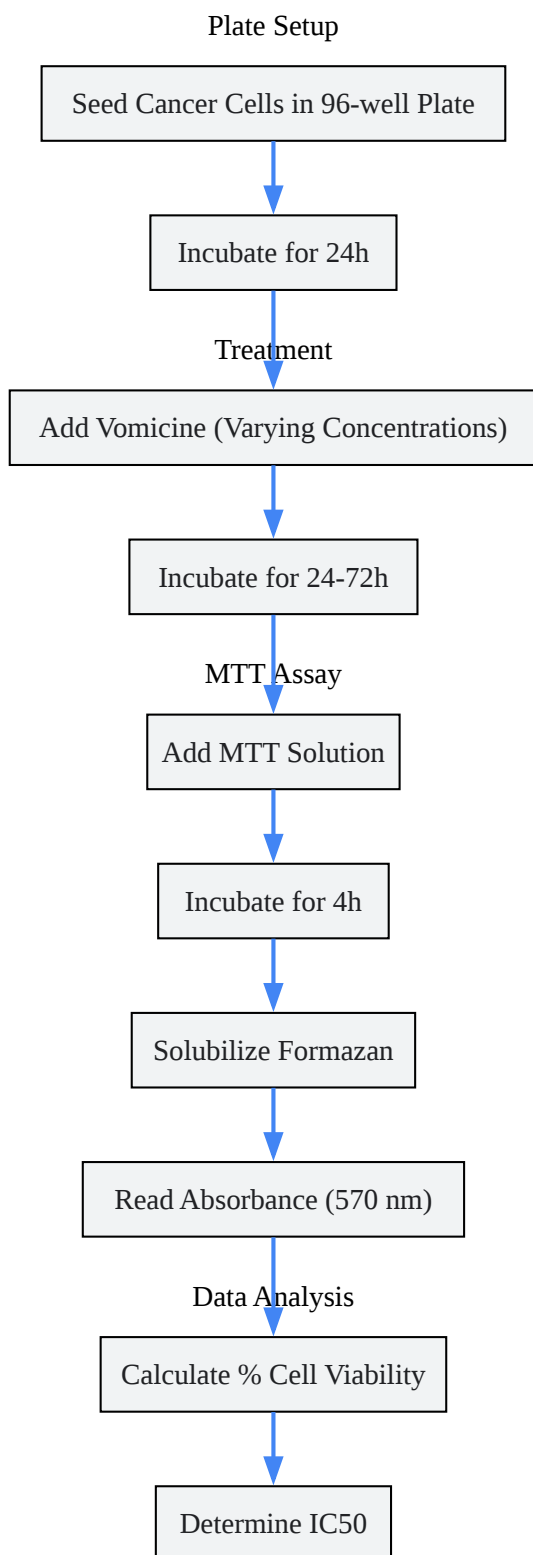 Plate Setup
Seed Cancer Cells in 96-well Plate
Incubate for 24h
Treatment
Add Vomicine (Varying Concentrations)
Incubate for 24-72h
MTT Assay
Add MTT Solution
Incubate for 4h
Solubilize Formazan
Read Absorbance (570 nm)
Data Analysis
Calculate % Cell Viability
Determine IC50